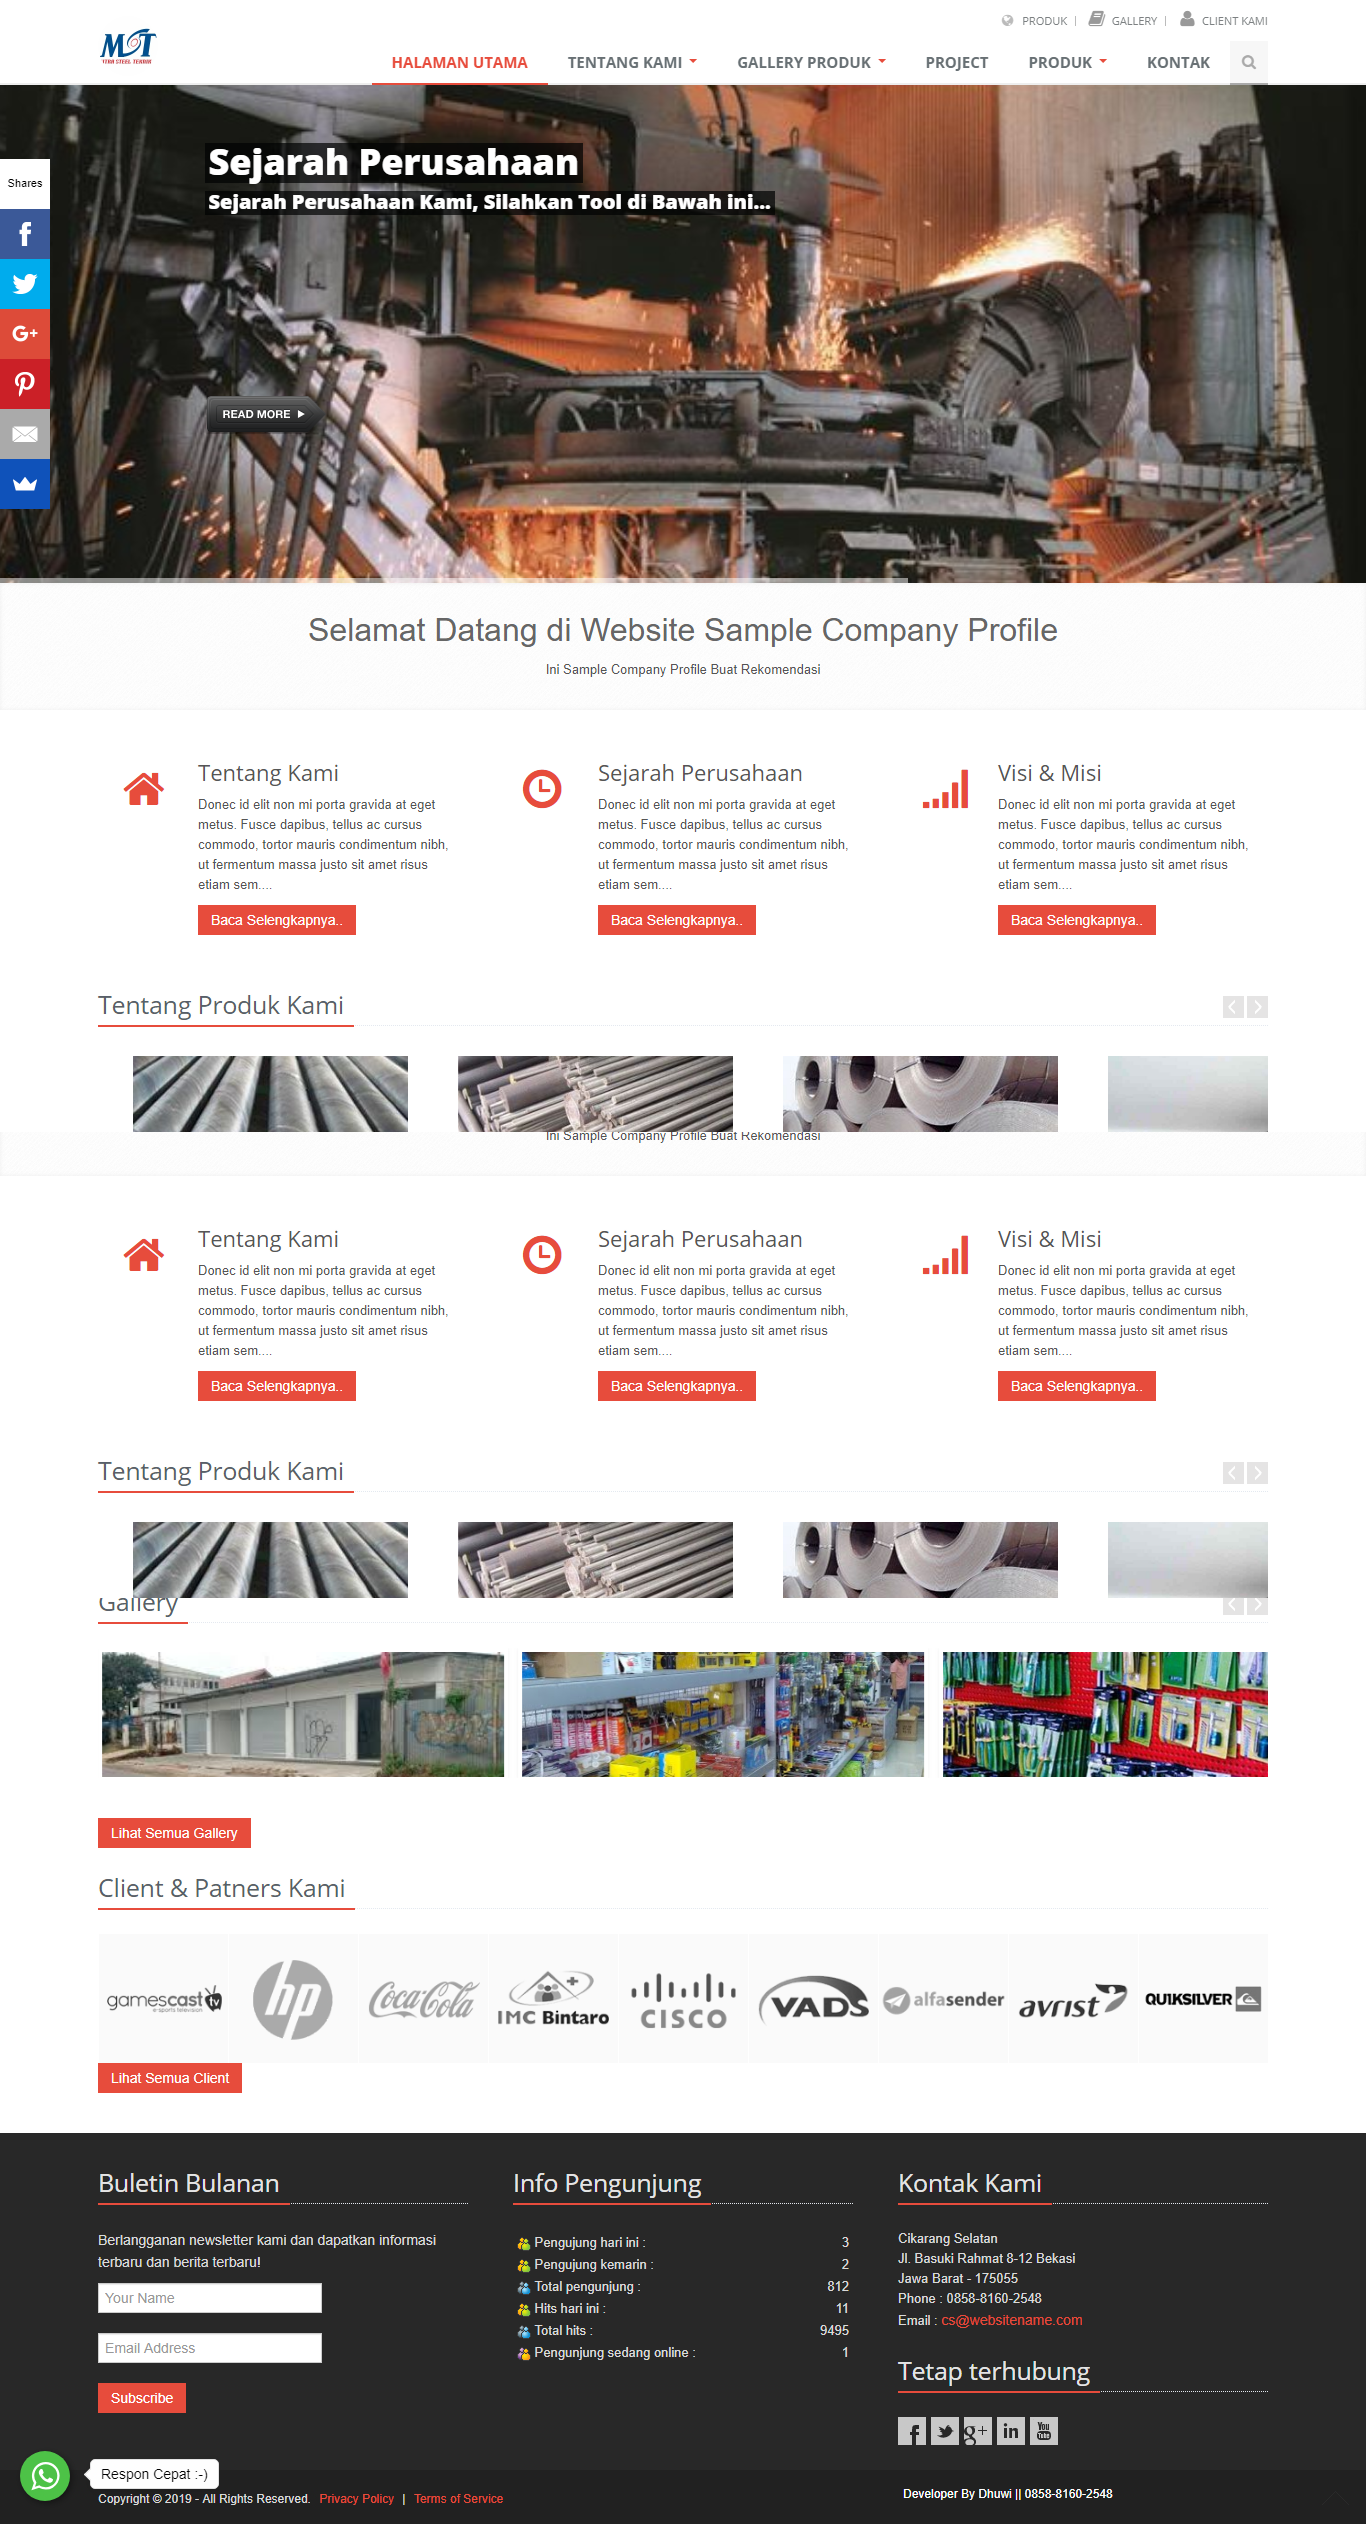 PRODUK
GALLERY
CLIENT KAMI
MST
HALAMAN UTAMA
TENTANG KAMI
GALLERY PRODUK
PROJECT
PRODUK
KONTAK
Shares
Sejarah Perusahaan
Sejarah Perusahaan Kami, Silahkan Tool di Bawah ini...
READ MORE
Selamat Datang di Website Sample Company Profile
Ini Sample Company Profile Buat Rekomendasi
Tentang Kami
Donec id elit non mi porta gravida at eget
metus. Fusce dapibus, tellus ac cursus
commodo, tortor mauris condimentum nibh,
ut fermentum massa justo sit amet risus
etiam sem....
Baca Selengkapnya..
Sejarah Perusahaan
Donec id elit non mi porta gravida at eget
metus. Fusce dapibus, tellus ac cursus
commodo, tortor mauris condimentum nibh,
ut fermentum massa justo sit amet risus
etiam sem....
Baca Selengkapnya..
Visi & Misi
Donec id elit non mi porta gravida at eget
metus. Fusce dapibus, tellus ac cursus
commodo, tortor mauris condimentum nibh,
ut fermentum massa justo sit amet risus
etiam sem....
Baca Selengkapnya..
Tentang Produk Kami
Ini Sample Company Profile Buat Rekomendasi
Tentang Kami
Donec id elit non mi porta gravida at eget
metus. Fusce dapibus, tellus ac cursus
commodo, tortor mauris condimentum nibh,
ut fermentum massa justo sit amet risus
etiam sem....
Baca Selengkapnya..
Sejarah Perusahaan
Donec id elit non mi porta gravida at eget
metus. Fusce dapibus, tellus ac cursus
commodo, tortor mauris condimentum nibh,
ut fermentum massa justo sit amet risus
etiam sem....
Baca Selengkapnya..
Visi & Misi
Donec id elit non mi porta gravida at eget
metus. Fusce dapibus, tellus ac cursus
commodo, tortor mauris condimentum nibh,
ut fermentum massa justo sit amet risus
etiam sem....
Baca Selengkapnya..
Tentang Produk Kami
Gallery
Lihat Semua Gallery
Client & Patners Kami
gamescast tv
e-sports television
hp
Coca-Cola
IMC Bintaro
CISCO
VADS
alfasender
avrist
QUIKSILVER
Lihat Semua Client
Buletin Bulanan
Berlangganan newsletter kami dan dapatkan informasi
terbaru dan berita terbaru!
Your Name
Email Address
Subscribe
Info Pengunjung
Pengujung hari ini : 3
Pengujung kemarin : 2
Total pengunjung : 812
Hits hari ini : 11
Total hits : 9495
Pengunjung sedang online : 1
Kontak Kami
Cikarang Selatan
Jl. Basuki Rahmat 8-12 Bekasi
Jawa Barat - 175055
Phone : 0858-8160-2548
Email : cs@websitename.com
Tetap terhubung
You Tube
Respon Cepat :-)
Copyright © 2019 - All Rights Reserved. Privacy Policy | Terms of Service
Developer By Dhuwi || 0858-8160-2548